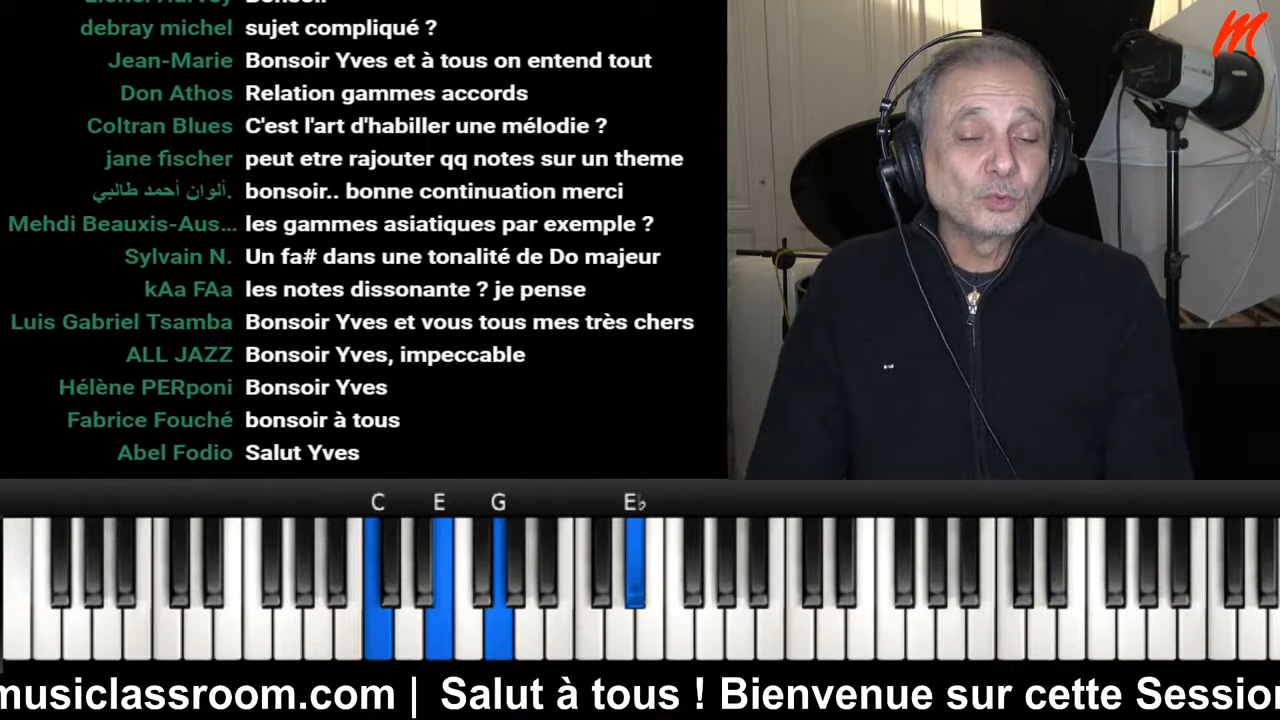 Bonsoir
debray michel sujet compliqué ?
Jean-Marie Bonsoir Yves et à tous on entend tout
Don Athos Relation gammes accords
Coltran Blues C'est l'art d'habiller une mélodie ?
jane fischer peut etre rajouter qq notes sur un theme
ألوان أحمد طالبي. bonsoir.. bonne continuation merci
Mehdi Beauxis-Aus... les gammes asiatiques par exemple ?
Sylvain N. Un fa# dans une tonalité de Do majeur
kAa FAa les notes dissonante ? je pense
Luis Gabriel Tsamba Bonsoir Yves et vous tous mes très chers
ALL JAZZ Bonsoir Yves, impeccable
Hélène PERponi Bonsoir Yves
Fabrice Fouché bonsoir à tous
Abel Fodio Salut Yves
M
C E G E♭
musiclassroom.com | Salut à tous ! Bienvenue sur cette Session